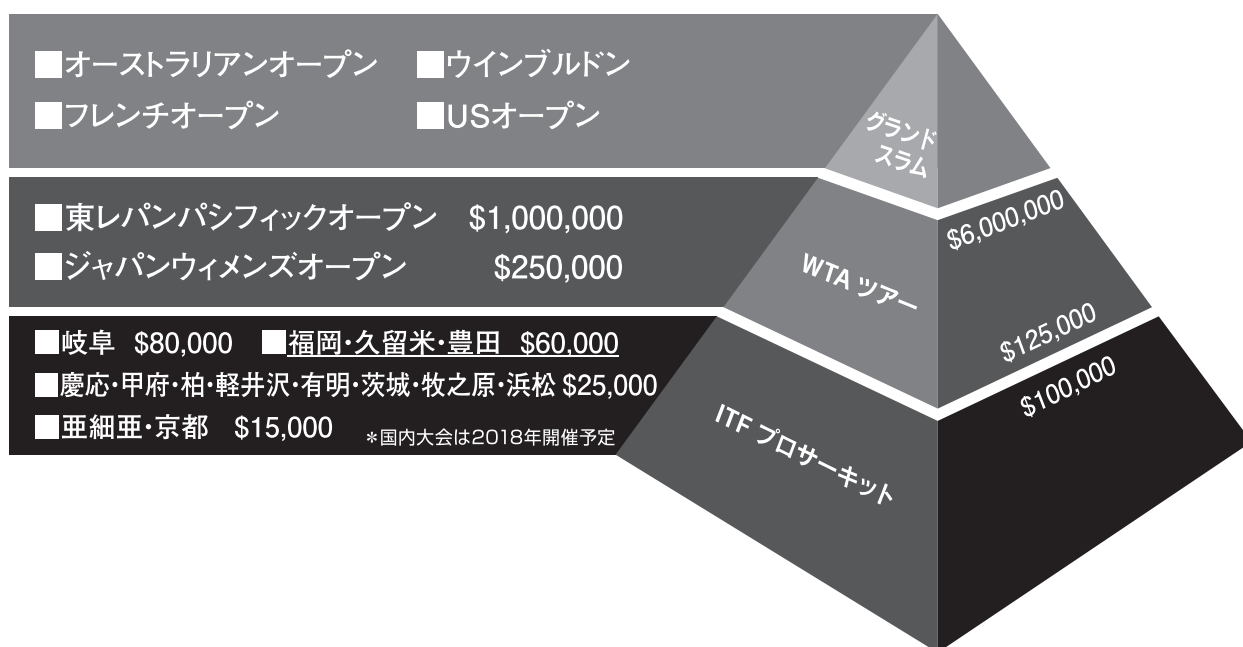 ■オーストラリアンオープン ■ウインブルドン
■フレンチオープン ■USオープン
グランド
スラム
■東レパンパシフィックオープン $1,000,000
■ジャパンウィメンズオープン $250,000
WTA ツアー
$6,000,000
$125,000
■岐阜 $80,000 ■福岡・久留米・豊田 $60,000
■慶応・甲府・柏・軽井沢・有明・茨城・牧之原・浜松 $25,000
■亜細亜・京都 $15,000 *国内大会は2018年開催予定
ITF プロサーキット
$100,000